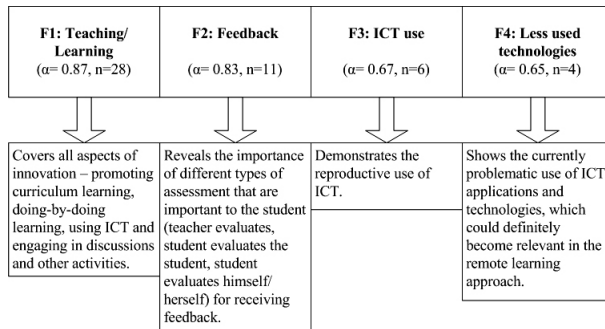 F1: Teaching/
Learning
(α= 0.87, n=28)
F2: Feedback
(α= 0.83, n=11)
F3: ICT use
(α= 0.67, n=6)
F4: Less used
technologies
(α= 0.65, n=4)
Covers all aspects of
innovation – promoting
curriculum learning,
doing-by-doing
learning, using ICT and
engaging in discussions
and other activities.
Reveals the importance
of different types of
assessment that are
important to the student
(teacher evaluates,
student evaluates the
student, student
evaluates himself/
herself) for receiving
feedback.
Demonstrates the
reproductive use of
ICT.
Shows the currently
problematic use of ICT
applications and
technologies, which
could definitely
become relevant in the
remote learning
approach.